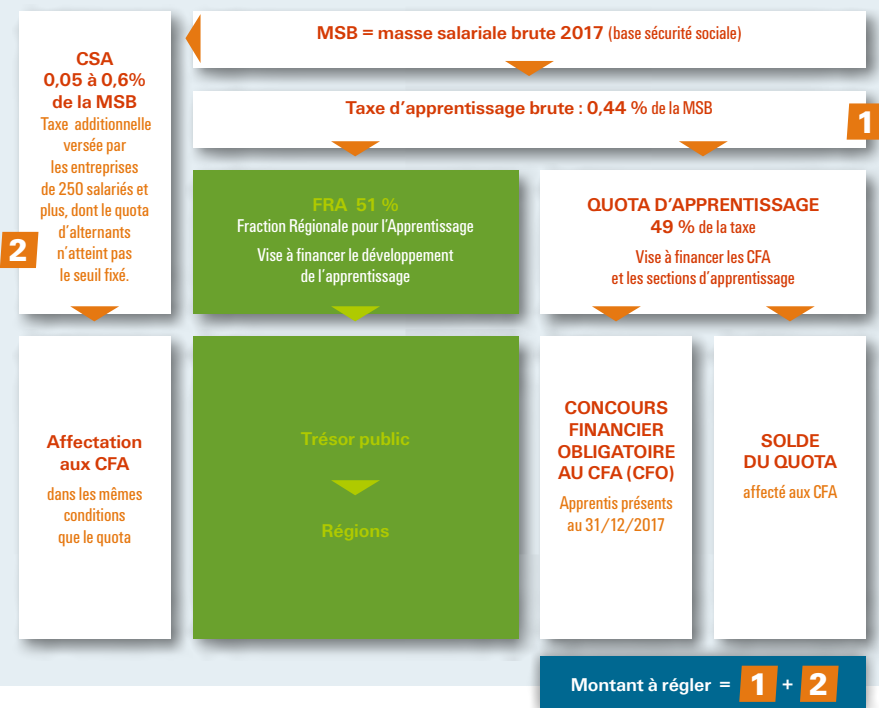 MSB = masse salariale brute 2017 (base sécurité sociale)
CSA
0,05 à 0,6%
de la MSB
Taxe additionnelle
versée par
les entreprises
de 250 salariés et
plus, dont le quota
d'alternants
n'atteint pas
le seuil fixé.
2
Taxe d'apprentissage brute : 0,44 % de la MSB
1
FRA 51 %
Fraction Régionale pour l'Apprentissage
Vise à financer le développement
de l'apprentissage
QUOTA D'APPRENTISSAGE
49 % de la taxe
Vise à financer les CFA
et les sections d'apprentissage
Affectation
aux CFA
dans les mêmes
conditions
que le quota
Trésor public
Régions
CONCOURS
FINANCIER
OBLIGATOIRE
AU CFA (CFO)
Apprentis présents
au 31/12/2017
SOLDE
DU QUOTA
affecté aux CFA
Montant à régler = 1 + 2